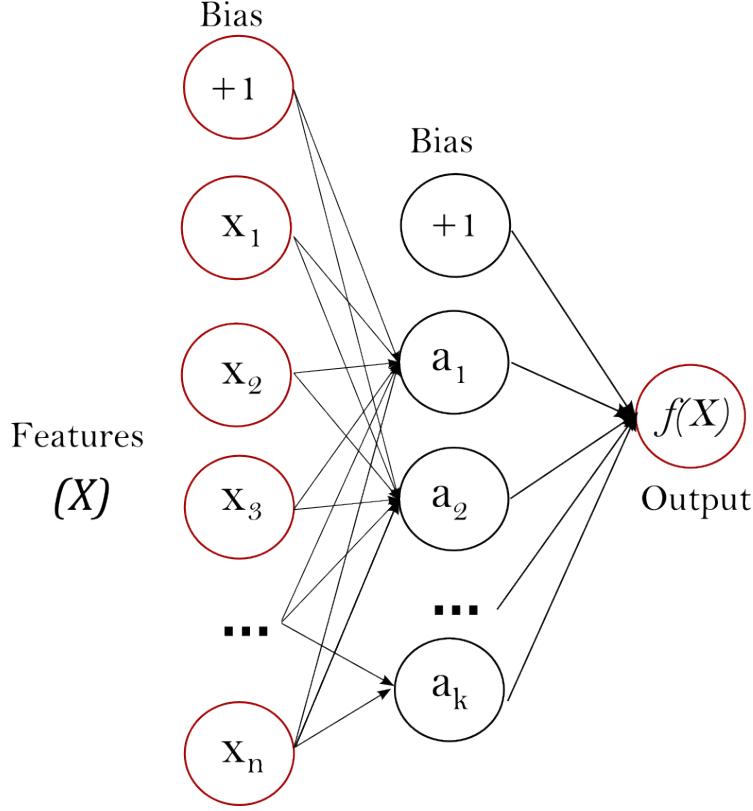 Bias
+1
x1
x2
x3
...
xn
Features
(X)
Bias
+1
a1
a2
...
ak
f(X)
Output